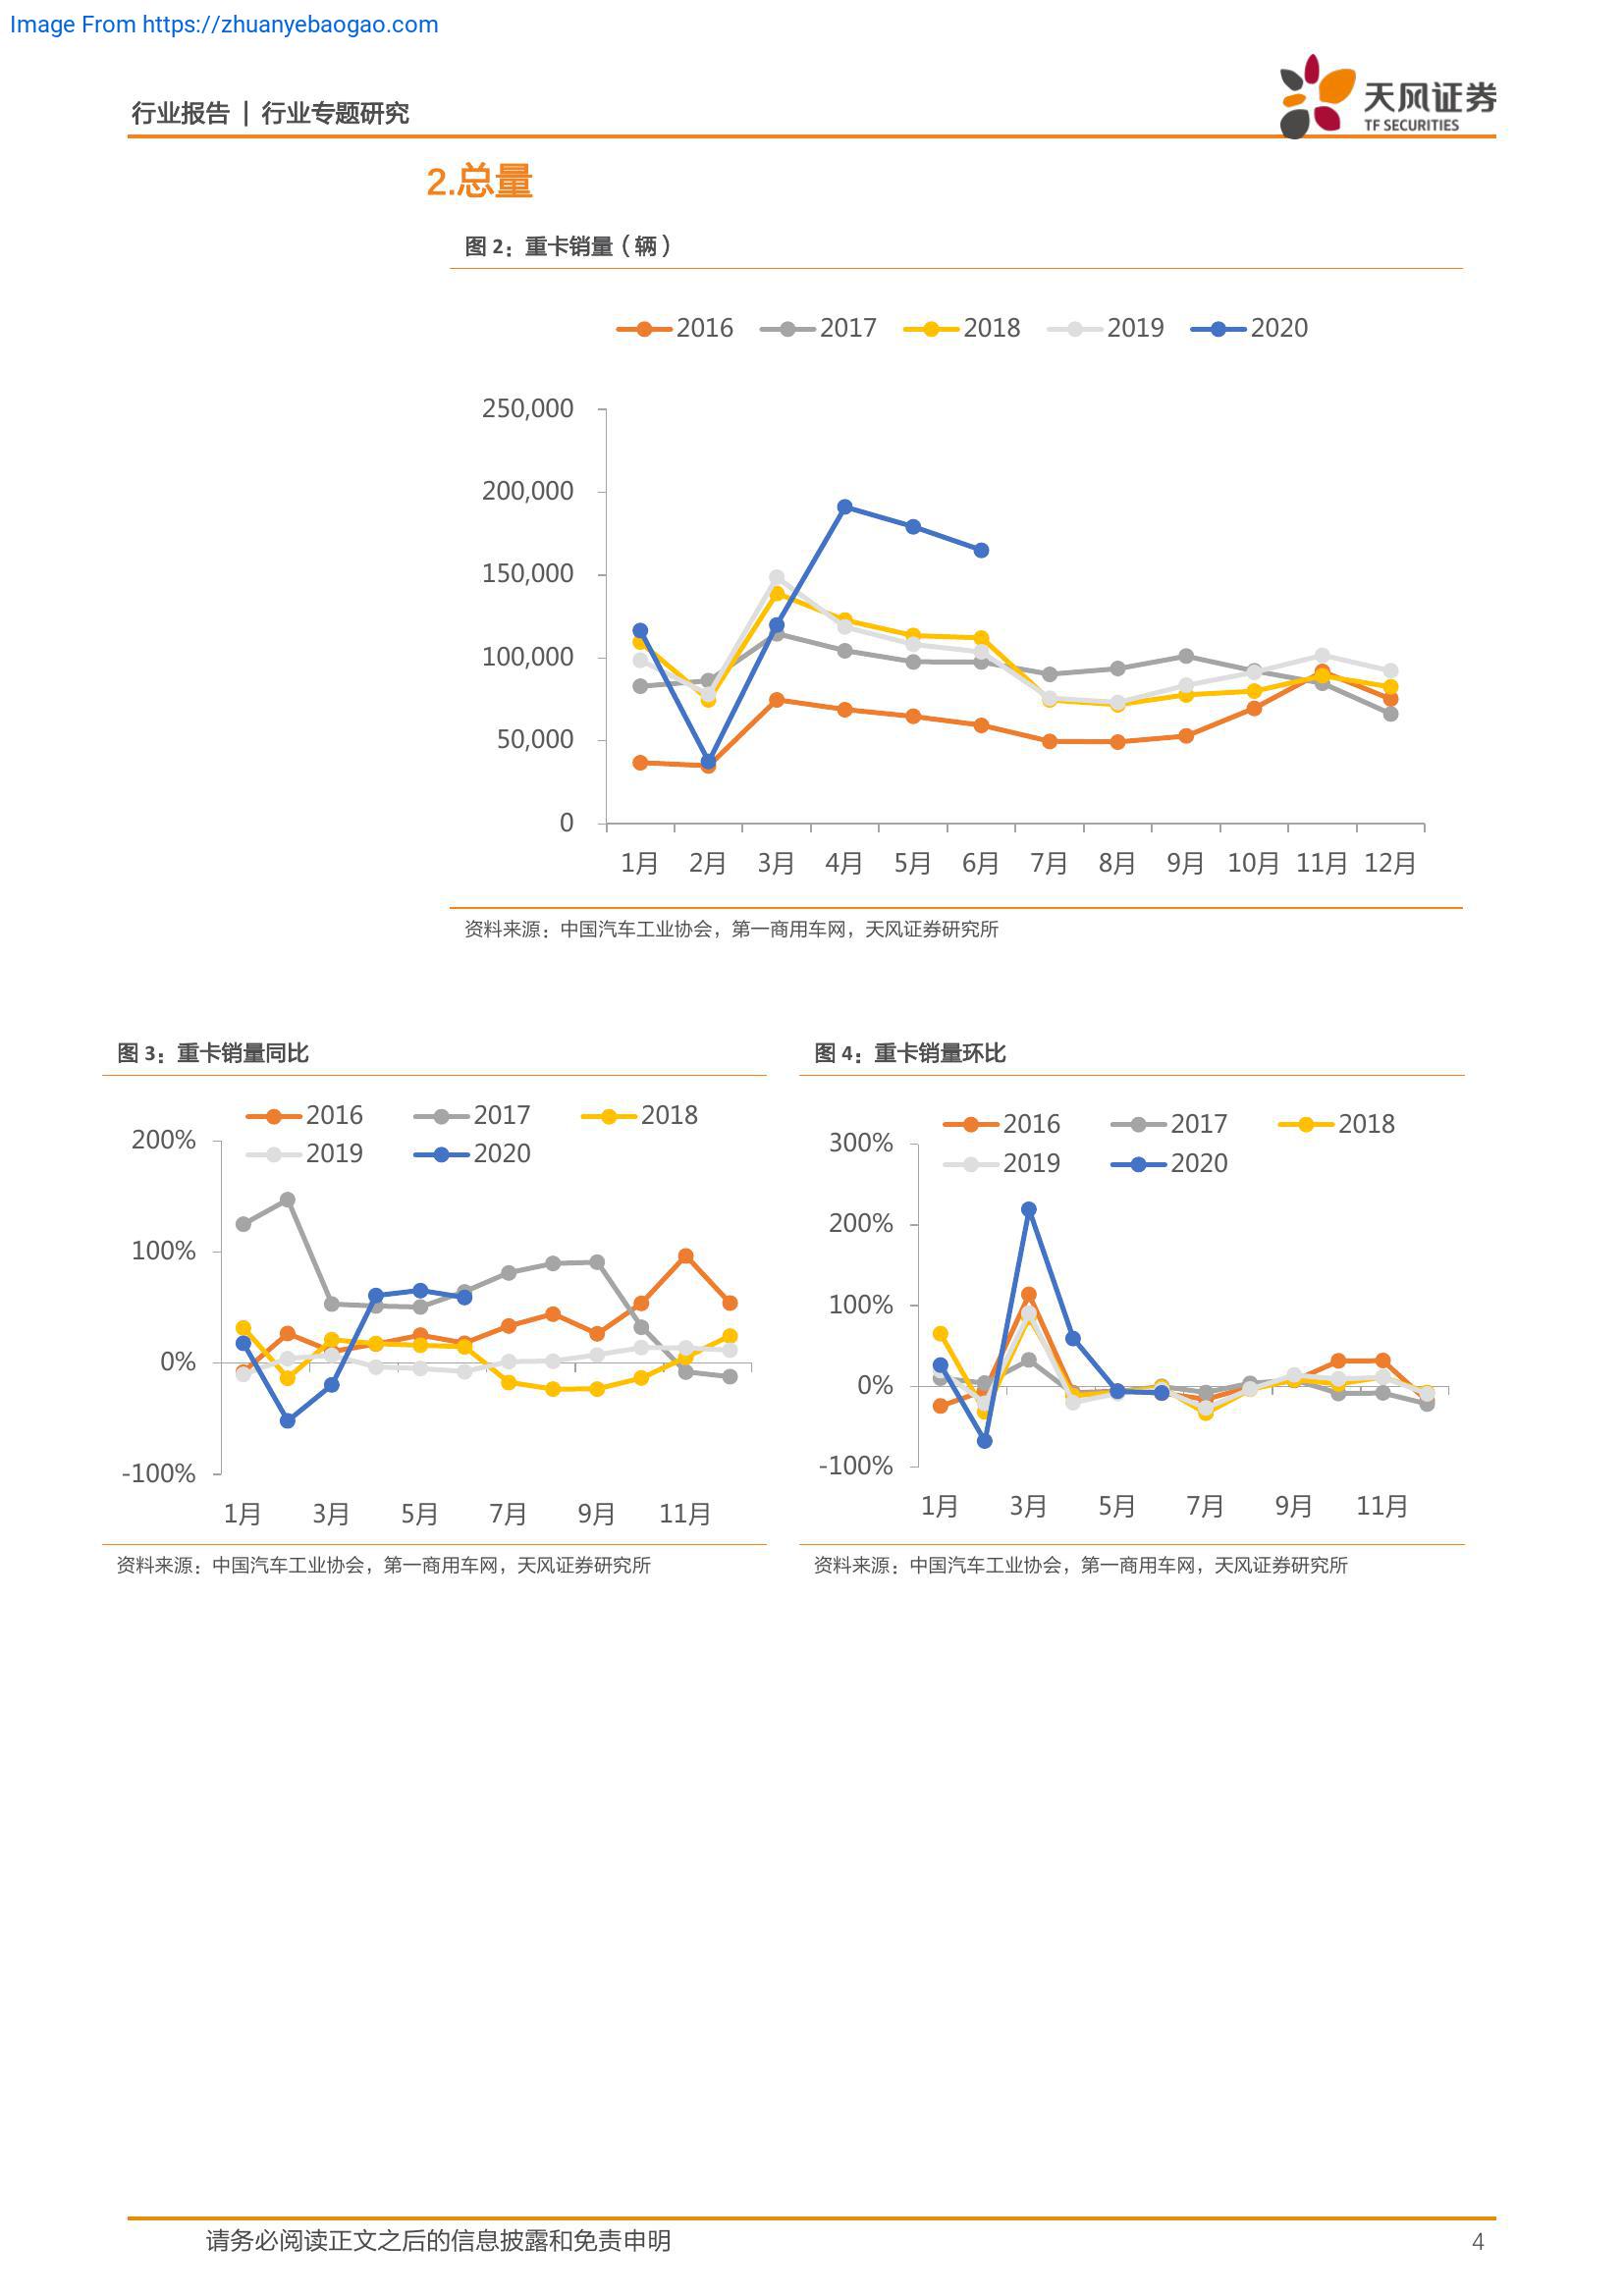 Image From https://zhuanyebaogao.com
行业报告 | 行业专题研究
天风证券
TF SECURITIES
2.总量
图 2：重卡销量（辆）
2016 2017 2018 2019 2020
250,000
200,000
150,000
100,000
50,000
0
1月 2月 3月 4月 5月 6月 7月 8月 9月 10月 11月 12月
资料来源：中国汽车工业协会，第一商用车网，天风证券研究所
图 3：重卡销量同比
2016 2017 2018
2019 2020
200%
100%
0%
-100%
1月 3月 5月 7月 9月 11月
资料来源：中国汽车工业协会，第一商用车网，天风证券研究所
图 4：重卡销量环比
2016 2017 2018
2019 2020
300%
200%
100%
0%
-100%
1月 3月 5月 7月 9月 11月
资料来源：中国汽车工业协会，第一商用车网，天风证券研究所
请务必阅读正文之后的信息披露和免责申明 4